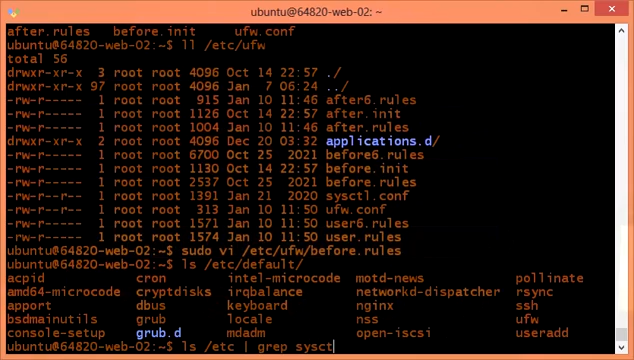 ubuntu@64820-web-02: ~
after.rules   before.init   ufw.conf
ubuntu@64820-web-02:~$ ll /etc/ufw
total 56
drwxr-xr-x  3 root root 4096 Oct 14 22:57 ./
drwxr-xr-x 97 root root 4096 Jan  7 06:24 ../
-rw-r-----  1 root root  915 Jan 10 11:46 after6.rules
-rw-r-----  1 root root 1126 Oct 14 22:57 after.init
-rw-r-----  1 root root 1004 Jan 10 11:46 after.rules
drwxr-xr-x  2 root root 4096 Dec 20 03:32 applications.d/
-rw-r-----  1 root root 6700 Oct 25  2021 before6.rules
-rw-r-----  1 root root 1130 Oct 14 22:57 before.init
-rw-r-----  1 root root 2537 Oct 25  2021 before.rules
-rw-r--r--  1 root root 1391 Jan 21  2020 sysctl.conf
-rw-r--r--  1 root root  313 Jan 10 11:50 ufw.conf
-rw-r-----  1 root root 1571 Jan 10 11:50 user6.rules
-rw-r-----  1 root root 1574 Jan 10 11:50 user.rules
ubuntu@64820-web-02:~$ sudo vi /etc/ufw/before.rules
ubuntu@64820-web-02:~$ ls /etc/default/
acpid            cron        intel-microcode  motd-news            pollinate
amd64-microcode  cryptdisks  irqbalance       networkd-dispatcher  rsync
apport           dbus        keyboard         nginx                ssh
bsdmainutils     grub        locale           nss                  ufw
console-setup    grub.d      mdadm            open-iscsi           useradd
ubuntu@64820-web-02:~$ ls /etc | grep sysct